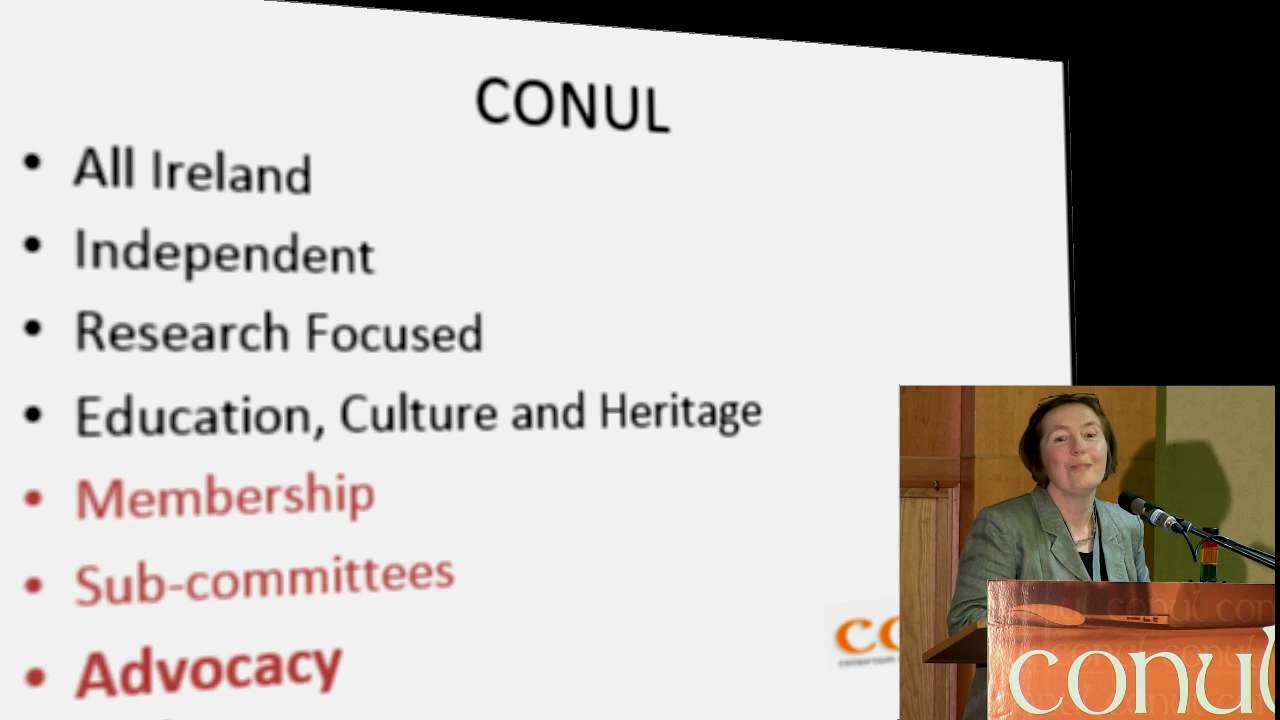 CONUL
• All Ireland
• Independent
• Research Focused
• Education, Culture and Heritage
• Membership
• Sub-committees
• Advocacy
conul